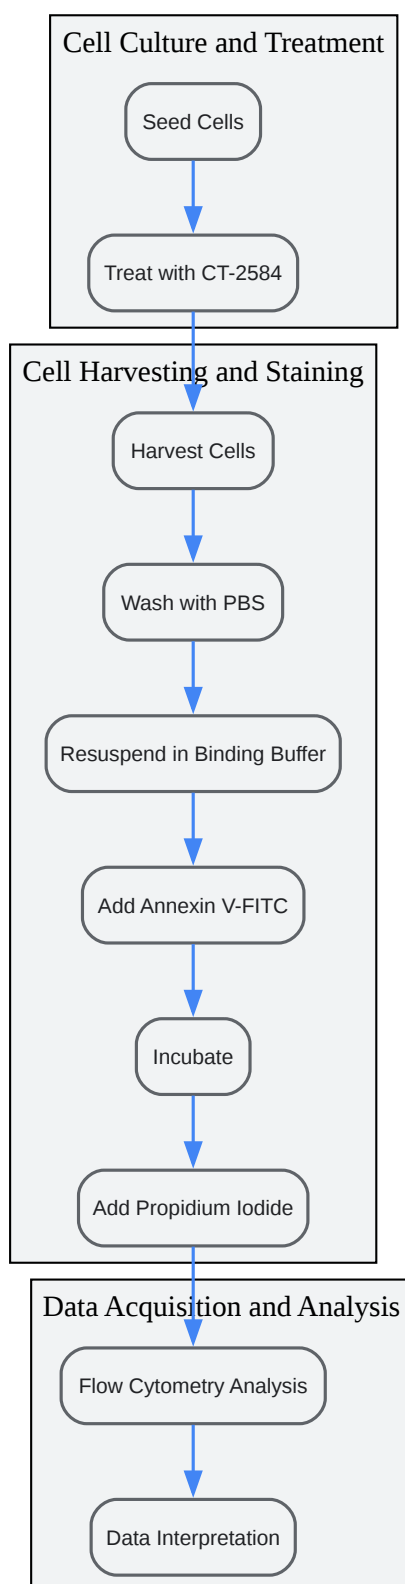 Cell Culture and Treatment
Seed Cells
Treat with CT-2584
Cell Harvesting and Staining
Harvest Cells
Wash with PBS
Resuspend in Binding Buffer
Add Annexin V-FITC
Incubate
Add Propidium Iodide
Data Acquisition and Analysis
Flow Cytometry Analysis
Data Interpretation